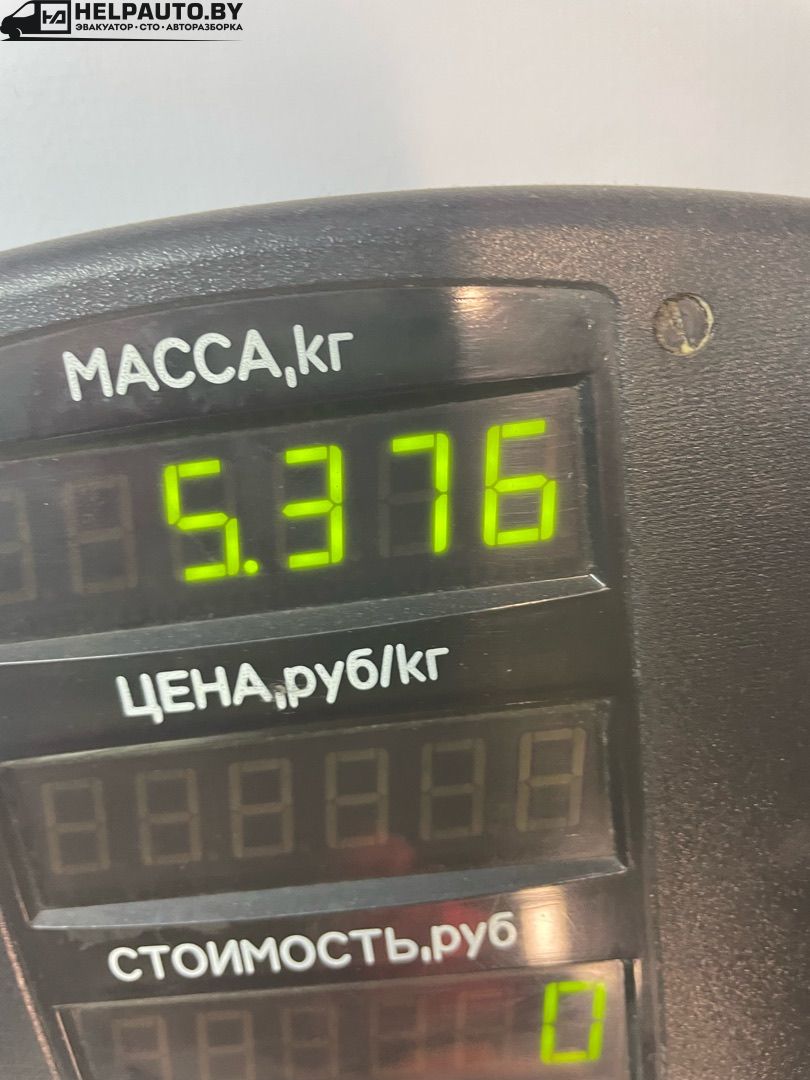 HELPAUTO.BY
ЭВАКУАТОР · СТО · АВТОРАЗБОРКА
МАССА,кг
5.376
ЦЕНА,руб/кг
СТОИМОСТЬ,руб
0